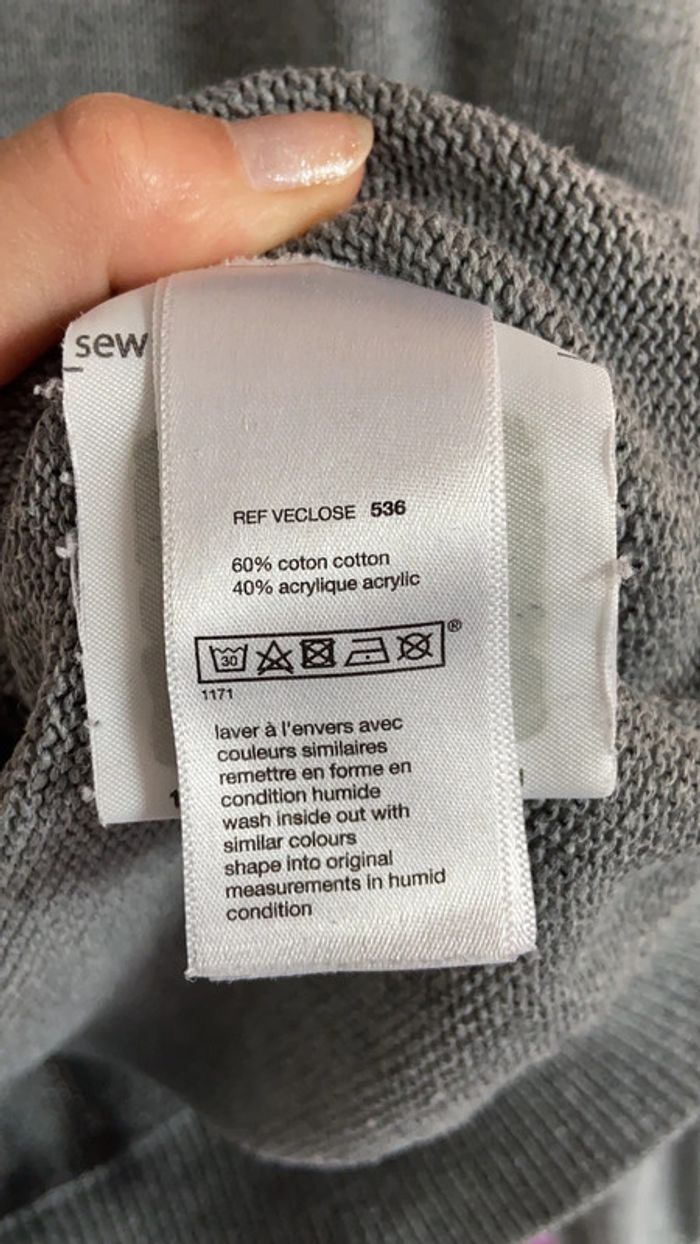 _sew
REF VECLOSE 536
60% coton cotton
40% acrylique acrylic
30
®
1171
laver à l'envers avec
couleurs similaires
remettre en forme en
condition humide
wash inside out with
similar colours
shape into original
measurements in humid
condition